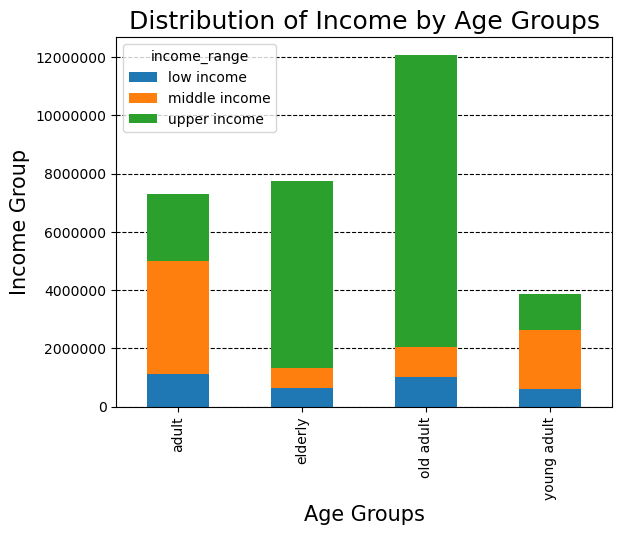 Distribution of Income by Age Groups
income_range
low income
middle income
upper income
Income Group
12000000
10000000
8000000
6000000
4000000
2000000
0
adult
elderly
old adult
young adult
Age Groups